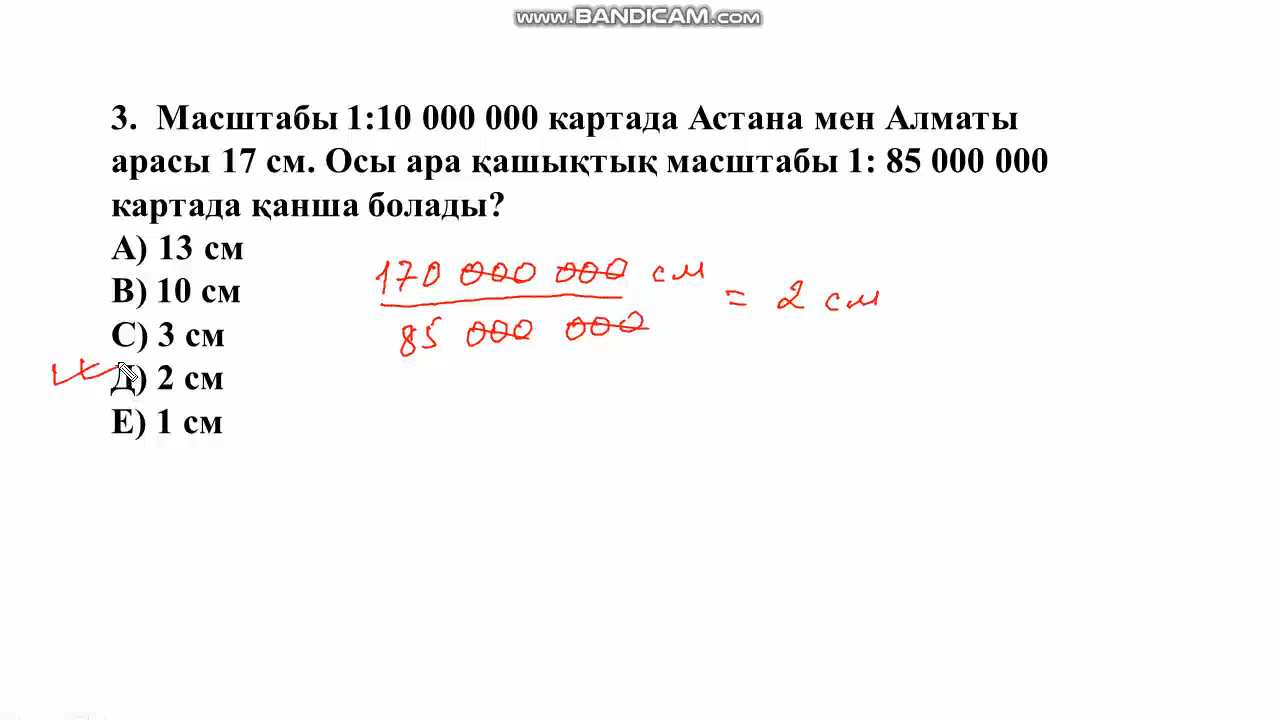 www.BANDICAM.com
3. Масштабы 1:10 000 000 картада Астана мен Алматы
арасы 17 см. Осы ара қашықтық масштабы 1: 85 000 000
картада қанша болады?
А) 13 см
В) 10 см
С) 3 см
Д) 2 см
Е) 1 см
170 000 000 см
85 000 000
= 2 см